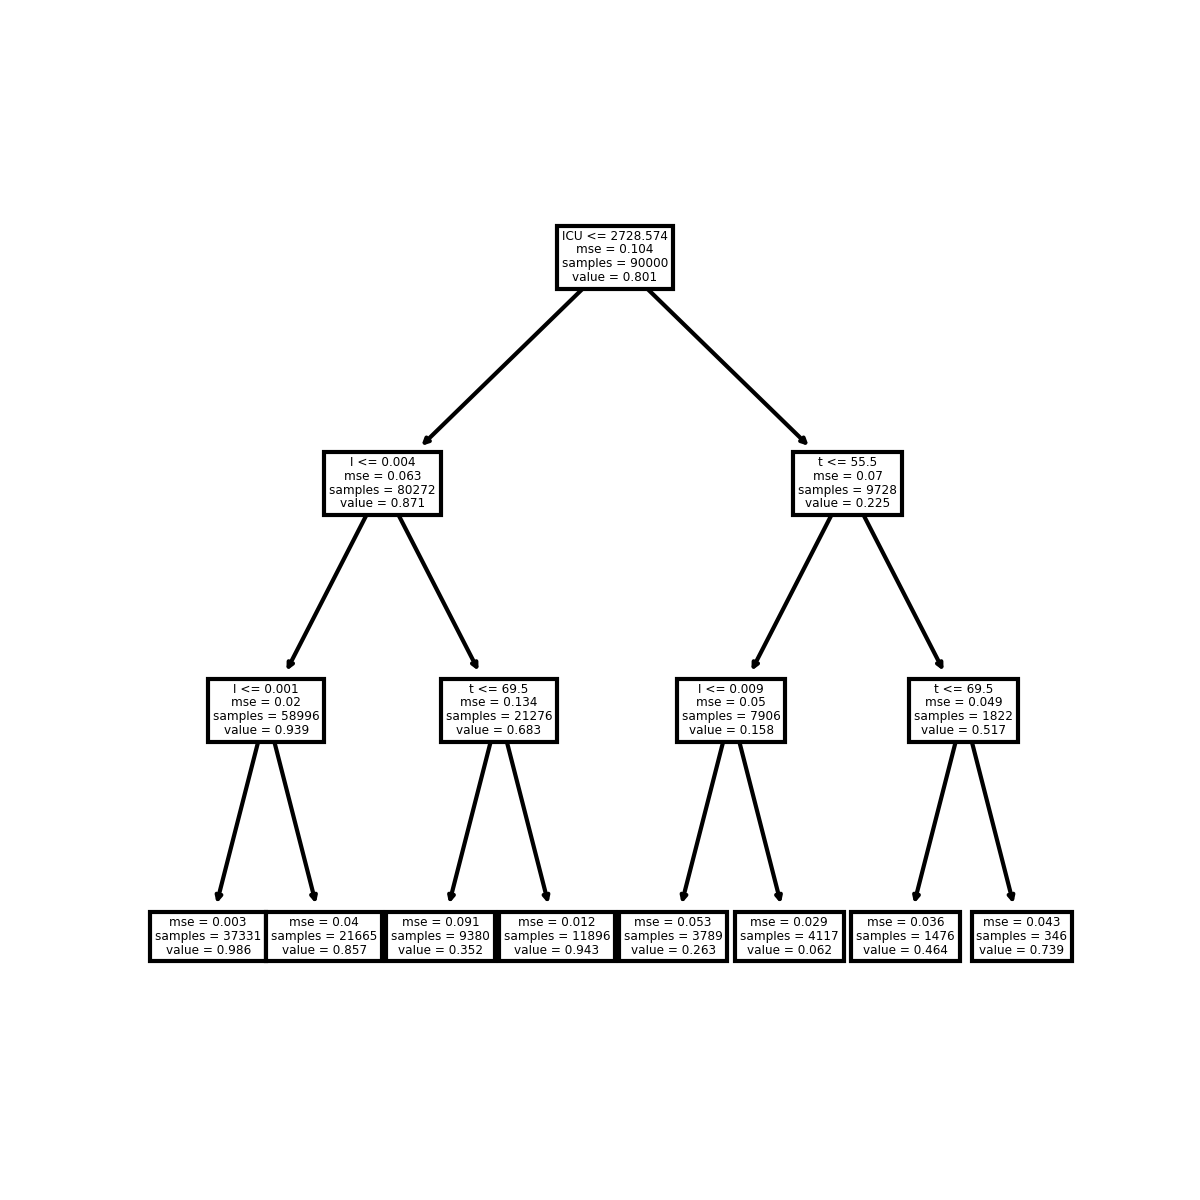 ICU <= 2728.574
mse = 0.104
samples = 90000
value = 0.801
I <= 0.004
mse = 0.063
samples = 80272
value = 0.871
t <= 55.5
mse = 0.07
samples = 9728
value = 0.225
I <= 0.001
mse = 0.02
samples = 58996
value = 0.939
t <= 69.5
mse = 0.134
samples = 21276
value = 0.683
I <= 0.009
mse = 0.05
samples = 7906
value = 0.158
t <= 69.5
mse = 0.049
samples = 1822
value = 0.517
mse = 0.003
samples = 37331
value = 0.986
mse = 0.04
samples = 21665
value = 0.857
mse = 0.091
samples = 9380
value = 0.352
mse = 0.012
samples = 11896
value = 0.943
mse = 0.053
samples = 3789
value = 0.263
mse = 0.029
samples = 4117
value = 0.062
mse = 0.036
samples = 1476
value = 0.464
mse = 0.043
samples = 346
value = 0.739